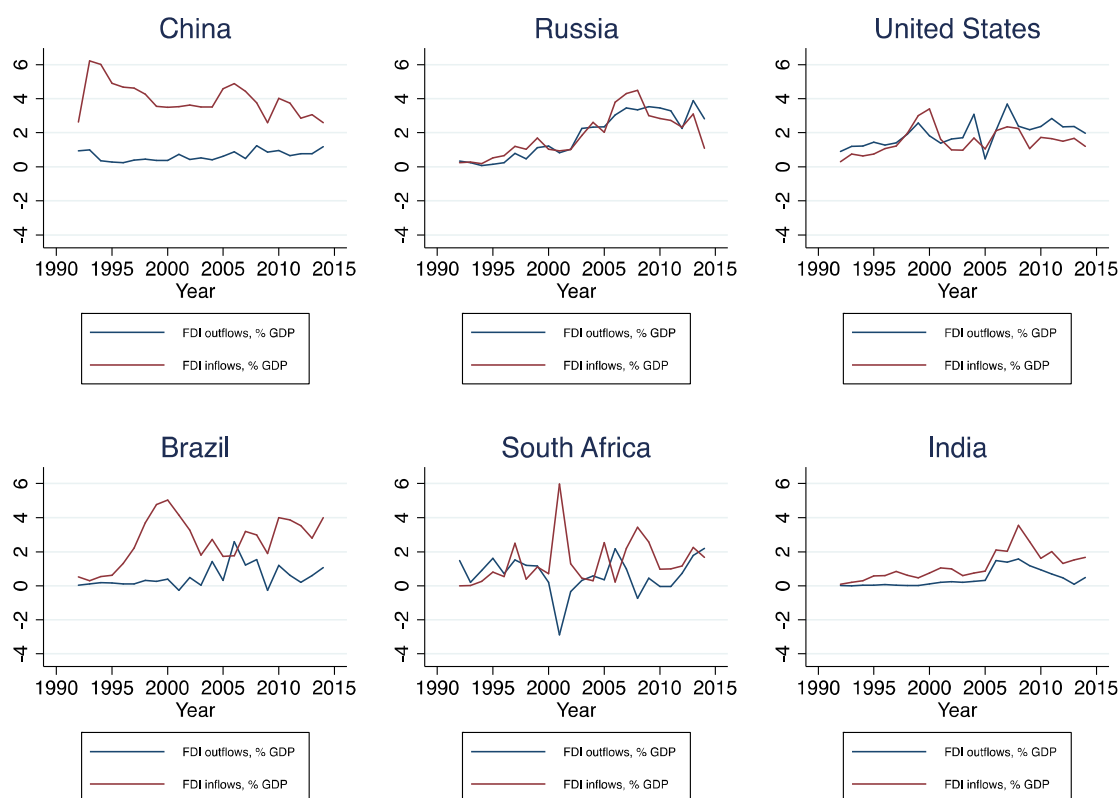 China
6
4
2
0
-2
-4
1990 1995 2000 2005 2010 2015
Year
FDI outflows, % GDP
FDI inflows, % GDP
Russia
6
4
2
0
-2
-4
1990 1995 2000 2005 2010 2015
Year
FDI outflows, % GDP
FDI inflows, % GDP
United States
6
4
2
0
-2
-4
1990 1995 2000 2005 2010 2015
Year
FDI outflows, % GDP
FDI inflows, % GDP
Brazil
6
4
2
0
-2
-4
1990 1995 2000 2005 2010 2015
Year
FDI outflows, % GDP
FDI inflows, % GDP
South Africa
6
4
2
0
-2
-4
1990 1995 2000 2005 2010 2015
Year
FDI outflows, % GDP
FDI inflows, % GDP
India
6
4
2
0
-2
-4
1990 1995 2000 2005 2010 2015
Year
FDI outflows, % GDP
FDI inflows, % GDP